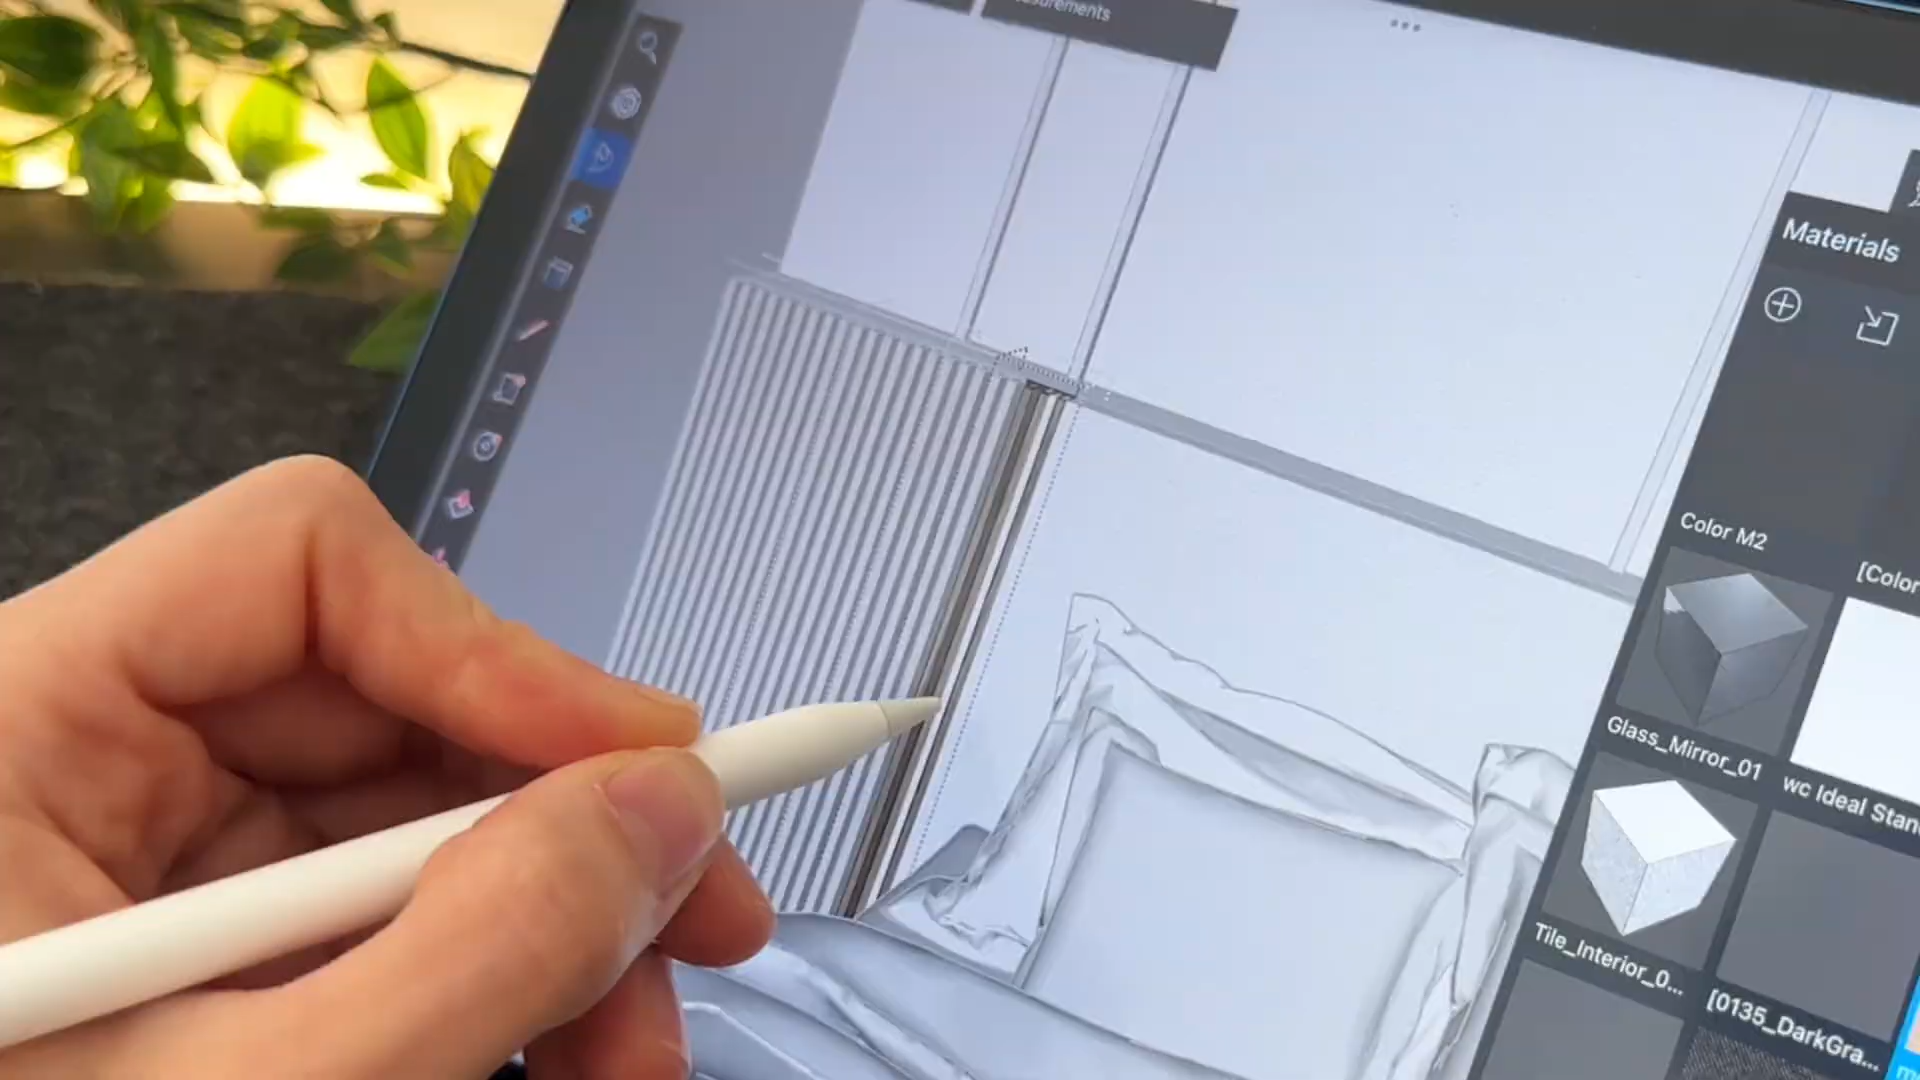 Materials
Color M2
[Color
Glass_Mirror_01
wc Ideal Stan
Tile_Interior_0...
[0135_DarkGra...